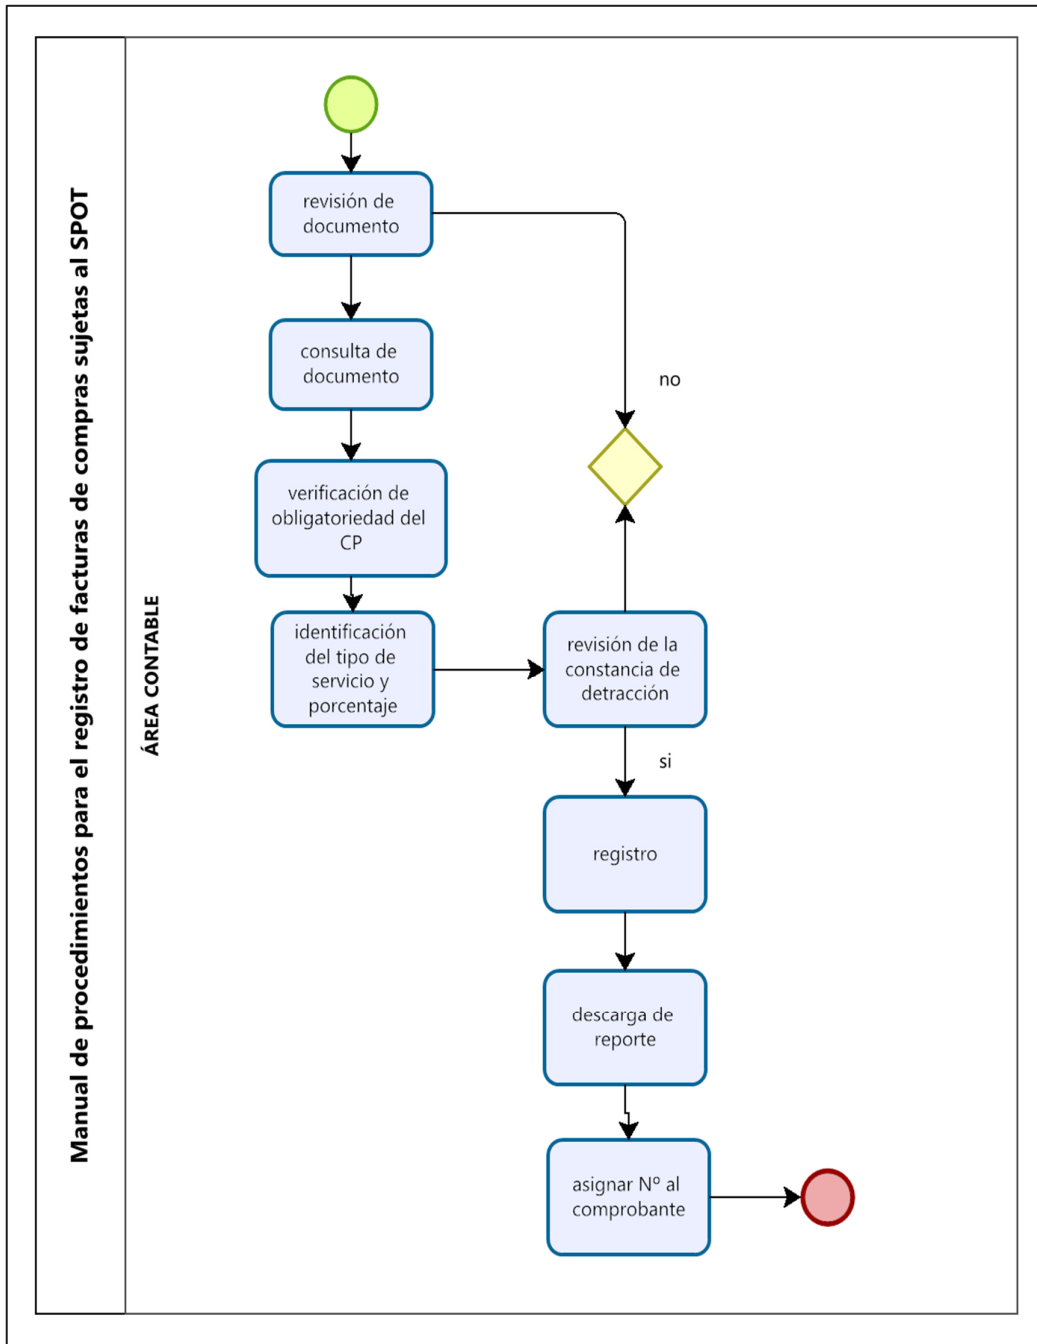 Manual de procedimientos para el registro de facturas de compras sujetas al SPOT
ÁREA CONTABLE
revisión de
documento
consulta de
documento
no
verificación de
obligatoriedad del
CP
identificación
del tipo de
servicio y
porcentaje
revisión de la
constancia de
detracción
si
registro
descarga de
reporte
asignar Nº al
comprobante